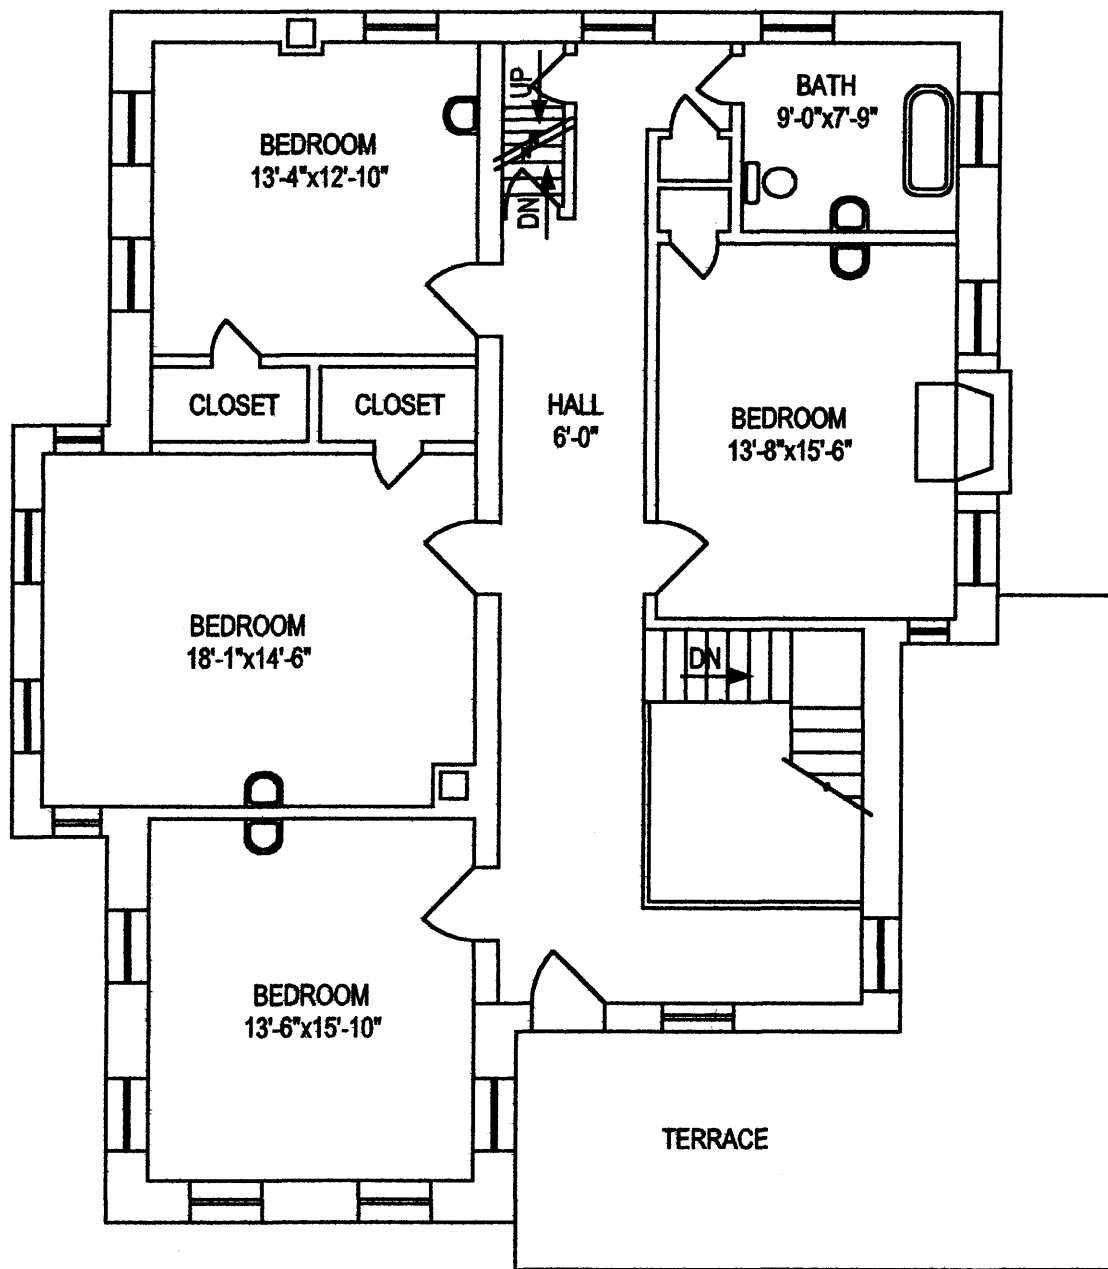 UP
BATH
9'-0"x7'-9"
BEDROOM
13'-4"x12'-10"
DN
CLOSET
CLOSET
HALL
6'-0"
BEDROOM
13'-8"x15'-6"
BEDROOM
18'-1"x14'-6"
DN
BEDROOM
13'-6"x15'-10"
TERRACE